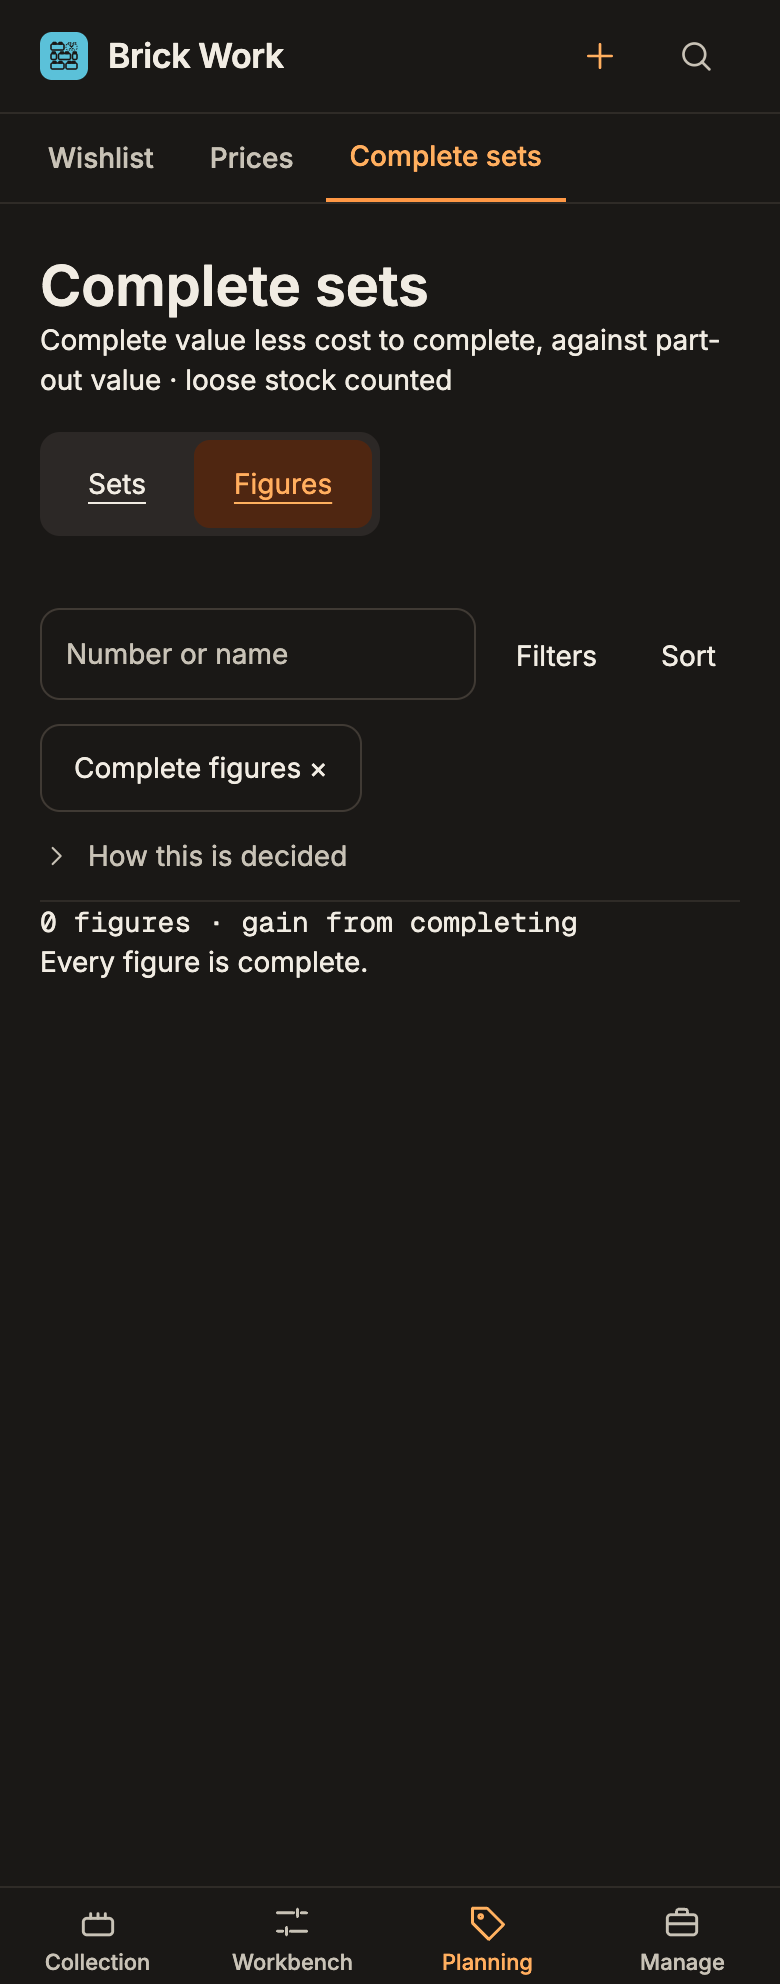 Brick Work
Wishlist Prices Complete sets
Complete sets
Complete value less cost to complete, against part-
out value · loose stock counted
Sets Figures
Number or name Filters Sort
Complete figures ×
How this is decided
0 figures · gain from completing
Every figure is complete.
Collection Workbench Planning Manage